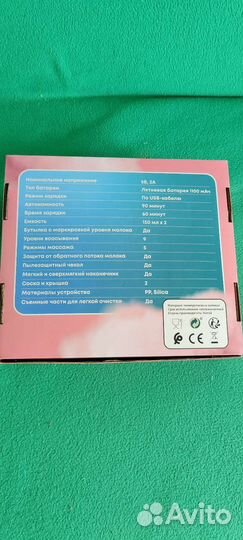 Номинальное напряжение 5В, 2А
Тип батареи Литиевая батарея 1100 мАч
Режим зарядки По USB-кабелю
Автономность 90 минут
Время зарядки 60 минут
Емкость 150 мл x 2
Бутылка с маркировкой уровня молока Да
Уровни всасывания 9
Режимы массажа 5
Защита от обратного потока молока Да
Пылезащитный чехол Да
Мягкий и сверхмягкий наконечник Да
Соска и крышка 2
Материалы устройства PP, Silica
Съемные части для легкой очистки Да
CE
EAC
Avito